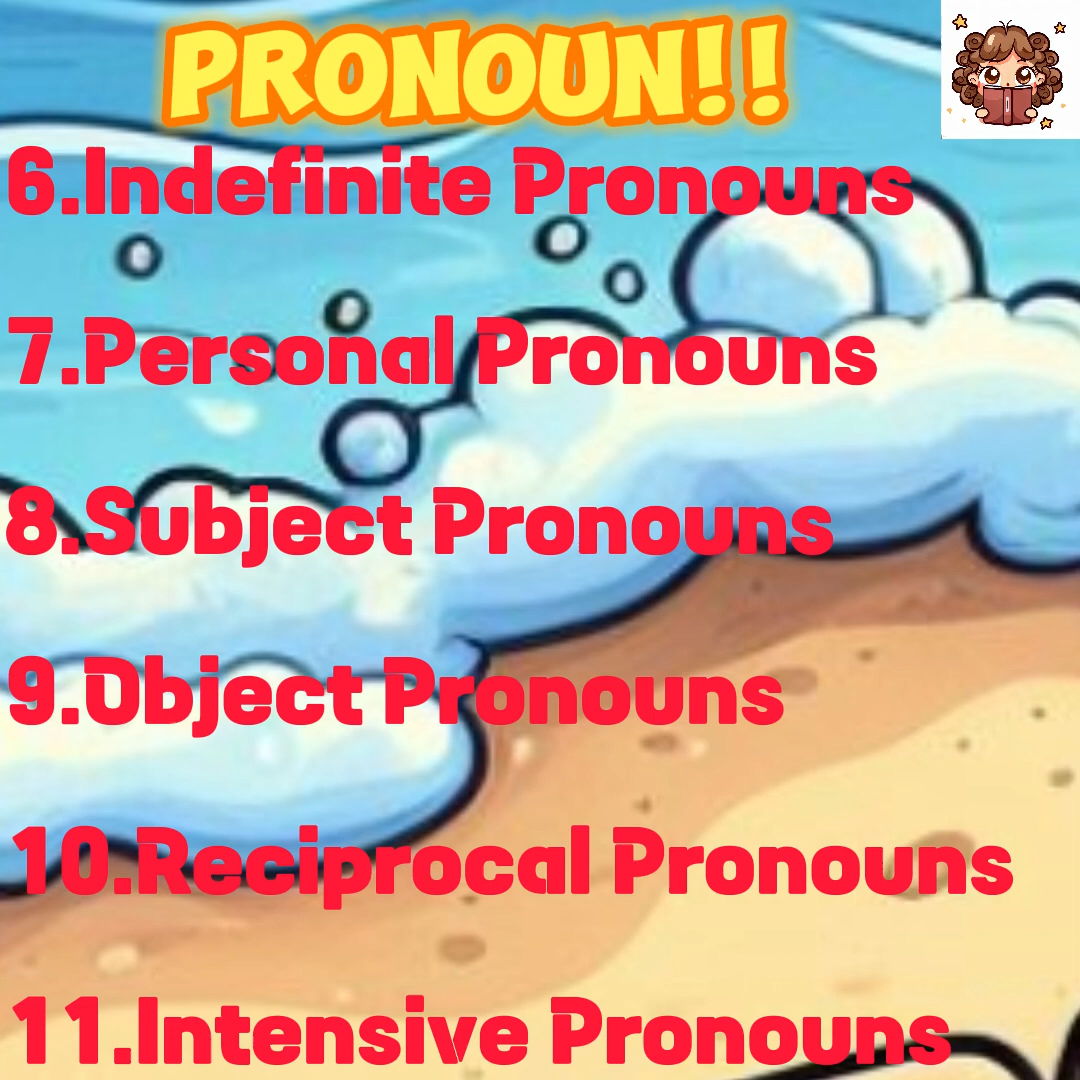 PRONOUN!!
6.Indefinite Pronouns
7.Personal Pronouns
8.Subject Pronouns
9.Object Pronouns
10.Reciprocal Pronouns
11.Intensive Pronouns